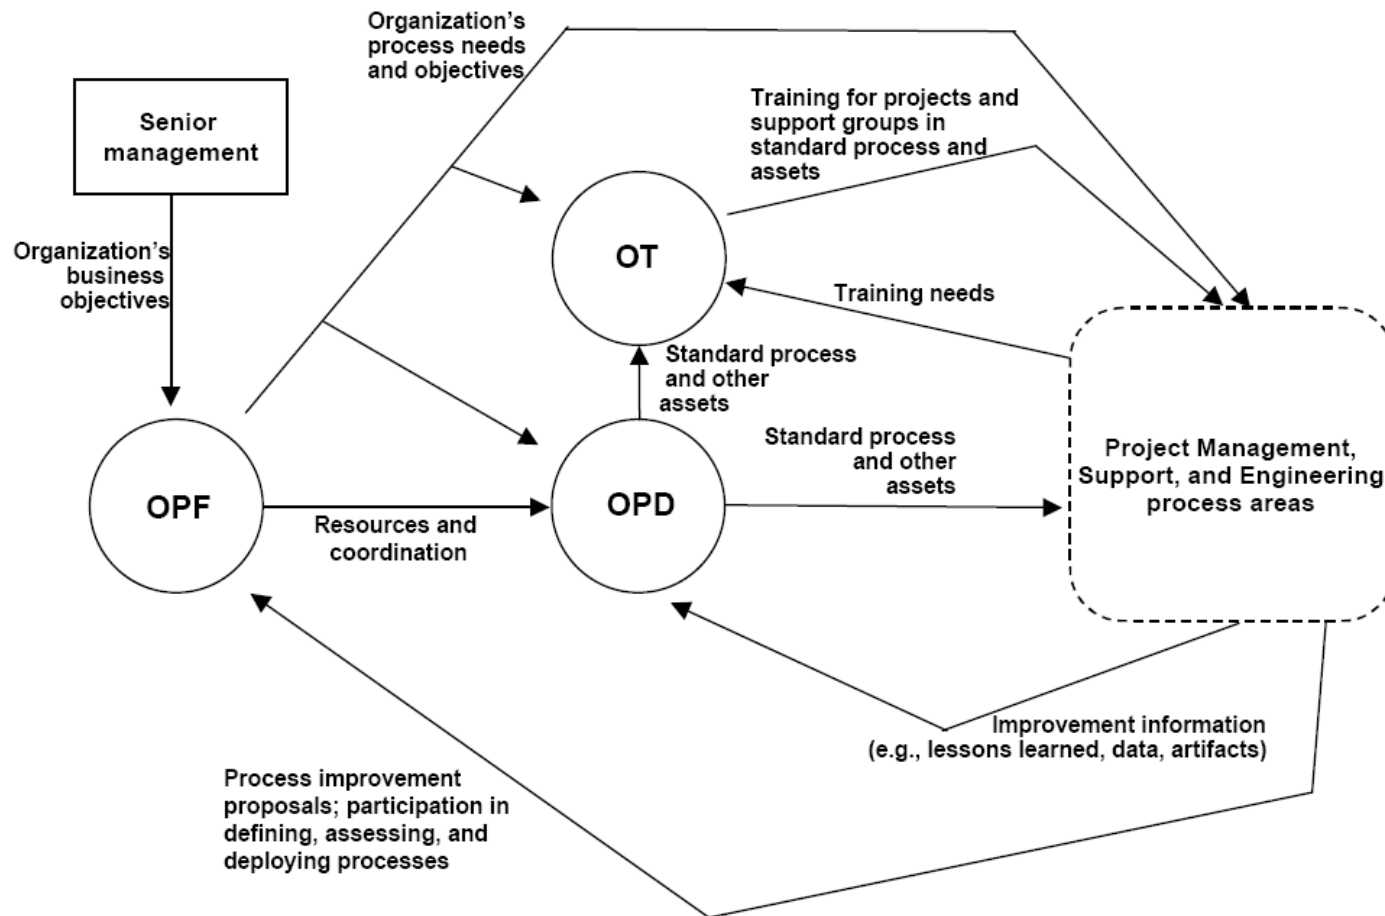 Organization’s
process needs
and objectives
Senior
management
Training for projects and
support groups in
standard process and
assets
Organization’s
business
objectives
OT
Training needs
Standard process
and other
assets
Standard process
and other
assets
Project Management,
Support, and Engineering
process areas
OPF
OPD
Resources and
coordination
Improvement information
(e.g., lessons learned, data, artifacts)
Process improvement
proposals; participation in
defining, assessing, and
deploying processes